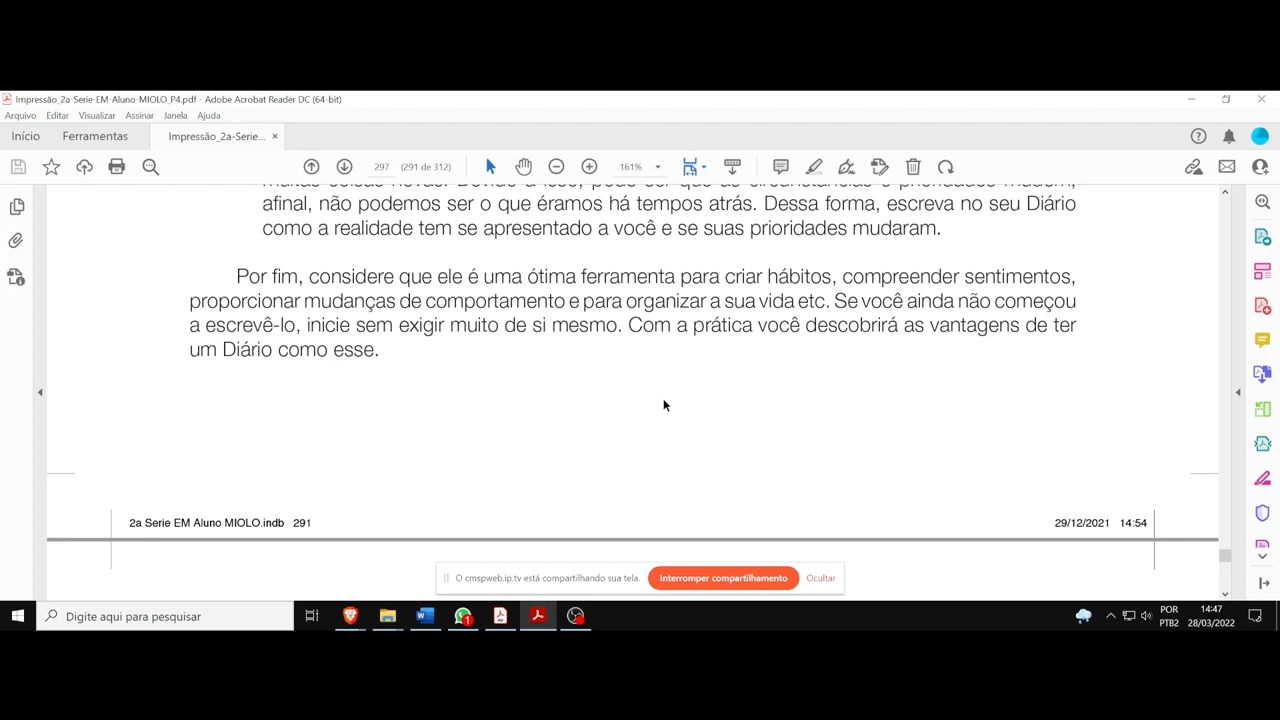 Impressão_2a-Serie-EM-Aluno-MIOLO_P4.pdf - Adobe Acrobat Reader DC (64-bit)
Arquivo Editar Visualizar Assinar Janela Ajuda
Início Ferramentas Impressão_2a-Serie... ×
297 (291 de 312) 161%
afinal, não podemos ser o que éramos há tempos atrás. Dessa forma, escreva no seu Diário
como a realidade tem se apresentado a você e se suas prioridades mudaram.
Por fim, considere que ele é uma ótima ferramenta para criar hábitos, compreender sentimentos,
proporcionar mudanças de comportamento e para organizar a sua vida etc. Se você ainda não começou
a escrevê-lo, inicie sem exigir muito de si mesmo. Com a prática você descobrirá as vantagens de ter
um Diário como esse.
2a Serie EM Aluno MIOLO.indb 291 29/12/2021 14:54
O cmspweb.ip.tv está compartilhando sua tela. Interromper compartilhamento Ocultar
Digite aqui para pesquisar 1 POR 14:47
PTB2 28/03/2022